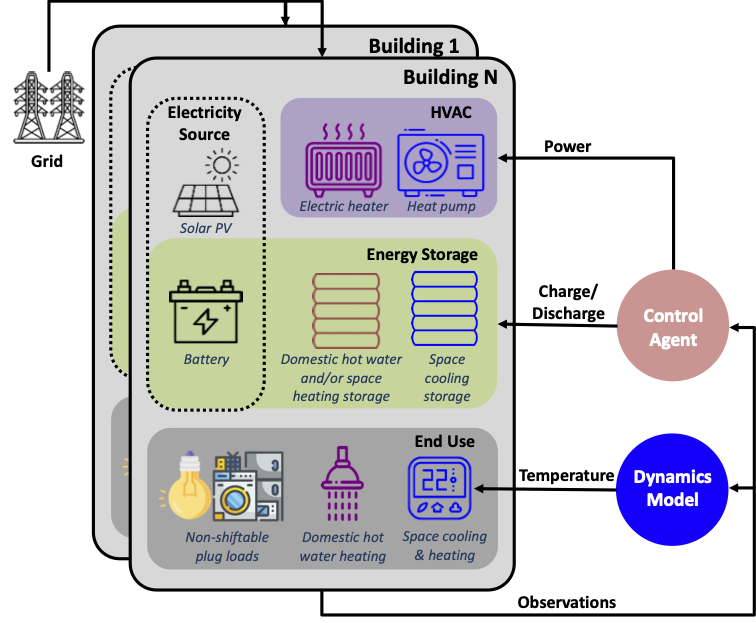 Building 1
Building N
Grid
Electricity
Source
Solar PV
HVAC
Electric heater
Heat pump
Power
Energy Storage
Battery
Domestic hot water
and/or space
heating storage
Space
cooling
storage
Charge/
Discharge
Control
Agent
End Use
22
Non-shiftable
plug loads
Domestic hot
water heating
Space cooling
& heating
Temperature
Dynamics
Model
Observations